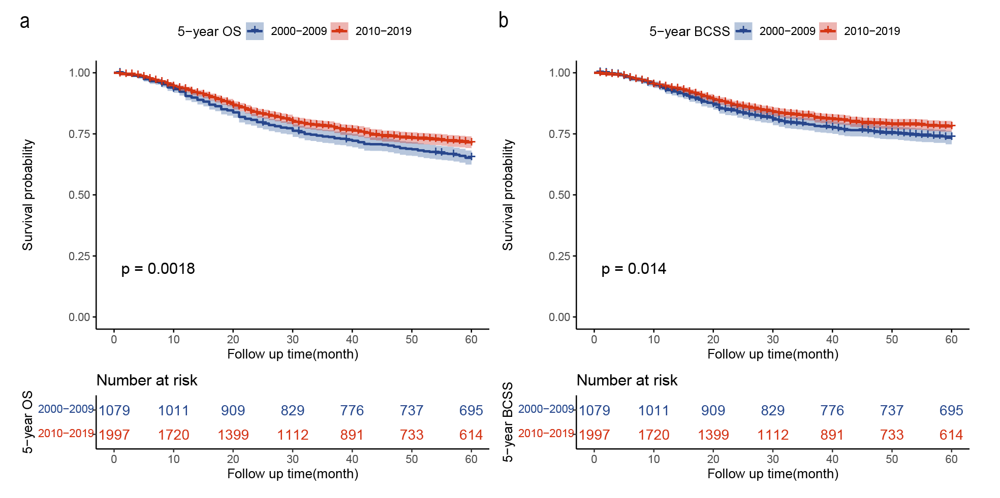 a
5−year OS 2000−2009 2010−2019
1.00
0.75
0.50
0.25
0.00
Survival probability
p = 0.0018
0 10 20 30 40 50 60
Follow up time(month)
Number at risk
5−year OS
2000−2009 1079 1011 909 829 776 737 695
2010−2019 1997 1720 1399 1112 891 733 614
0 10 20 30 40 50 60
Follow up time(month)
b
5−year BCSS 2000−2009 2010−2019
1.00
0.75
0.50
0.25
0.00
Survival probability
p = 0.014
0 10 20 30 40 50 60
Follow up time(month)
Number at risk
5−year BCSS
2000−2009 1079 1011 909 829 776 737 695
2010−2019 1997 1720 1399 1112 891 733 614
0 10 20 30 40 50 60
Follow up time(month)